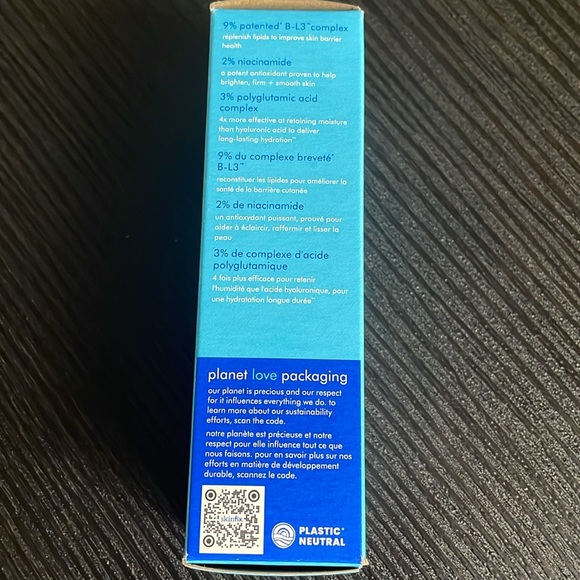 9% patented* B-L3™ complex
replenish lipids to improve skin barrier
health
2% niacinamide
a potent antioxidant proven to help
brighten, firm + smooth skin
3% polyglutamic acid
complex
4x more effective at retaining moisture
than hyaluronic acid to deliver
long-lasting hydration™
9% du complexe breveté*
B-L3™
reconstituer les lipides pour améliorer la
santé de la barrière cutanée
2% de niacinamide
un antioxydant puissant, prouvé pour
aider à éclaircir, raffermir et lisser la
peau
3% de complexe d'acide
polyglutamique
4 fois plus efficace pour retenir
l'humidité que l'acide hyaluronique, pour
une hydratation longue durée™
planet love packaging
our planet is precious and our respect
for it influences everything we do. to
learn more about our sustainability
efforts, scan the code.
notre planète est précieuse et notre
respect pour elle influence tout ce que
nous faisons. pour en savoir plus sur nos
efforts en matière de développement
durable, scannez le code.
skinfix
PLASTIC*
NEUTRAL